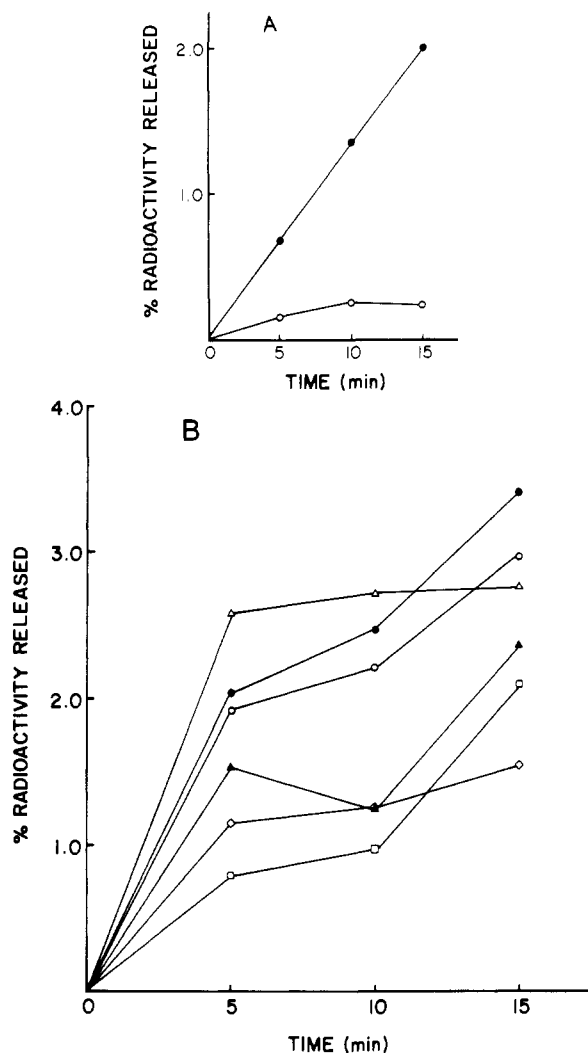 A
% RADIOACTIVITY RELEASED
2.0
1.0
0 5 10 15
TIME (min)
B
% RADIOACTIVITY RELEASED
4.0
3.0
2.0
1.0
0 5 10 15
TIME (min)